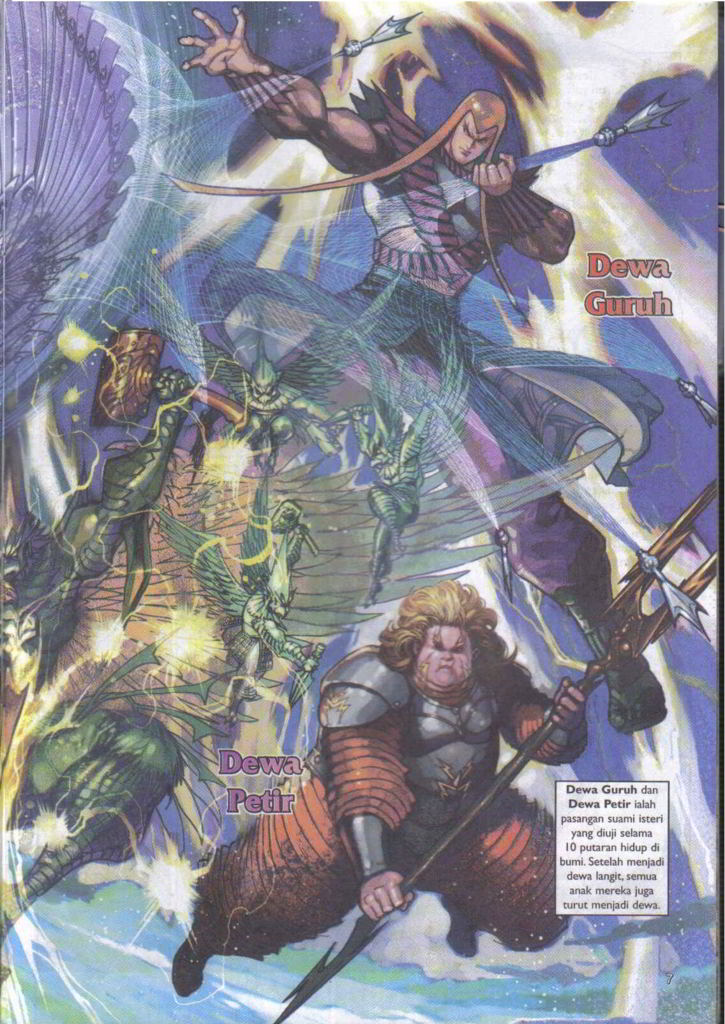 Dewa
Guruh
Dewa
Petir
Dewa Guruh dan
Dewa Petir ialah
pasangan suami isteri
yang diuji selama
10 putaran hidup di
bumi. Setelah menjadi
dewa langit, semua
anak mereka juga
turut menjadi dewa.
7